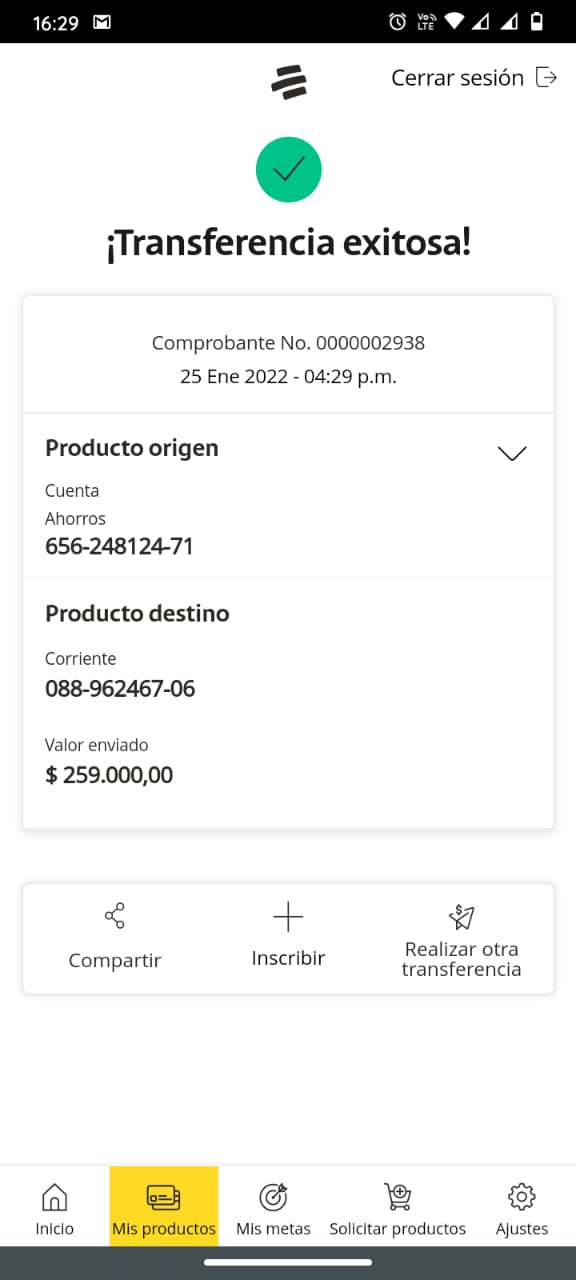 16:29
Vo LTE
Cerrar sesión
¡Transferencia exitosa!
Comprobante No. 0000002938
25 Ene 2022 - 04:29 p.m.
Producto origen
Cuenta
Ahorros
656-248124-71
Producto destino
Corriente
088-962467-06
Valor enviado
$ 259.000,00
Compartir
Inscribir
Realizar otra
transferencia
Inicio
Mis productos
Mis metas
Solicitar productos
Ajustes